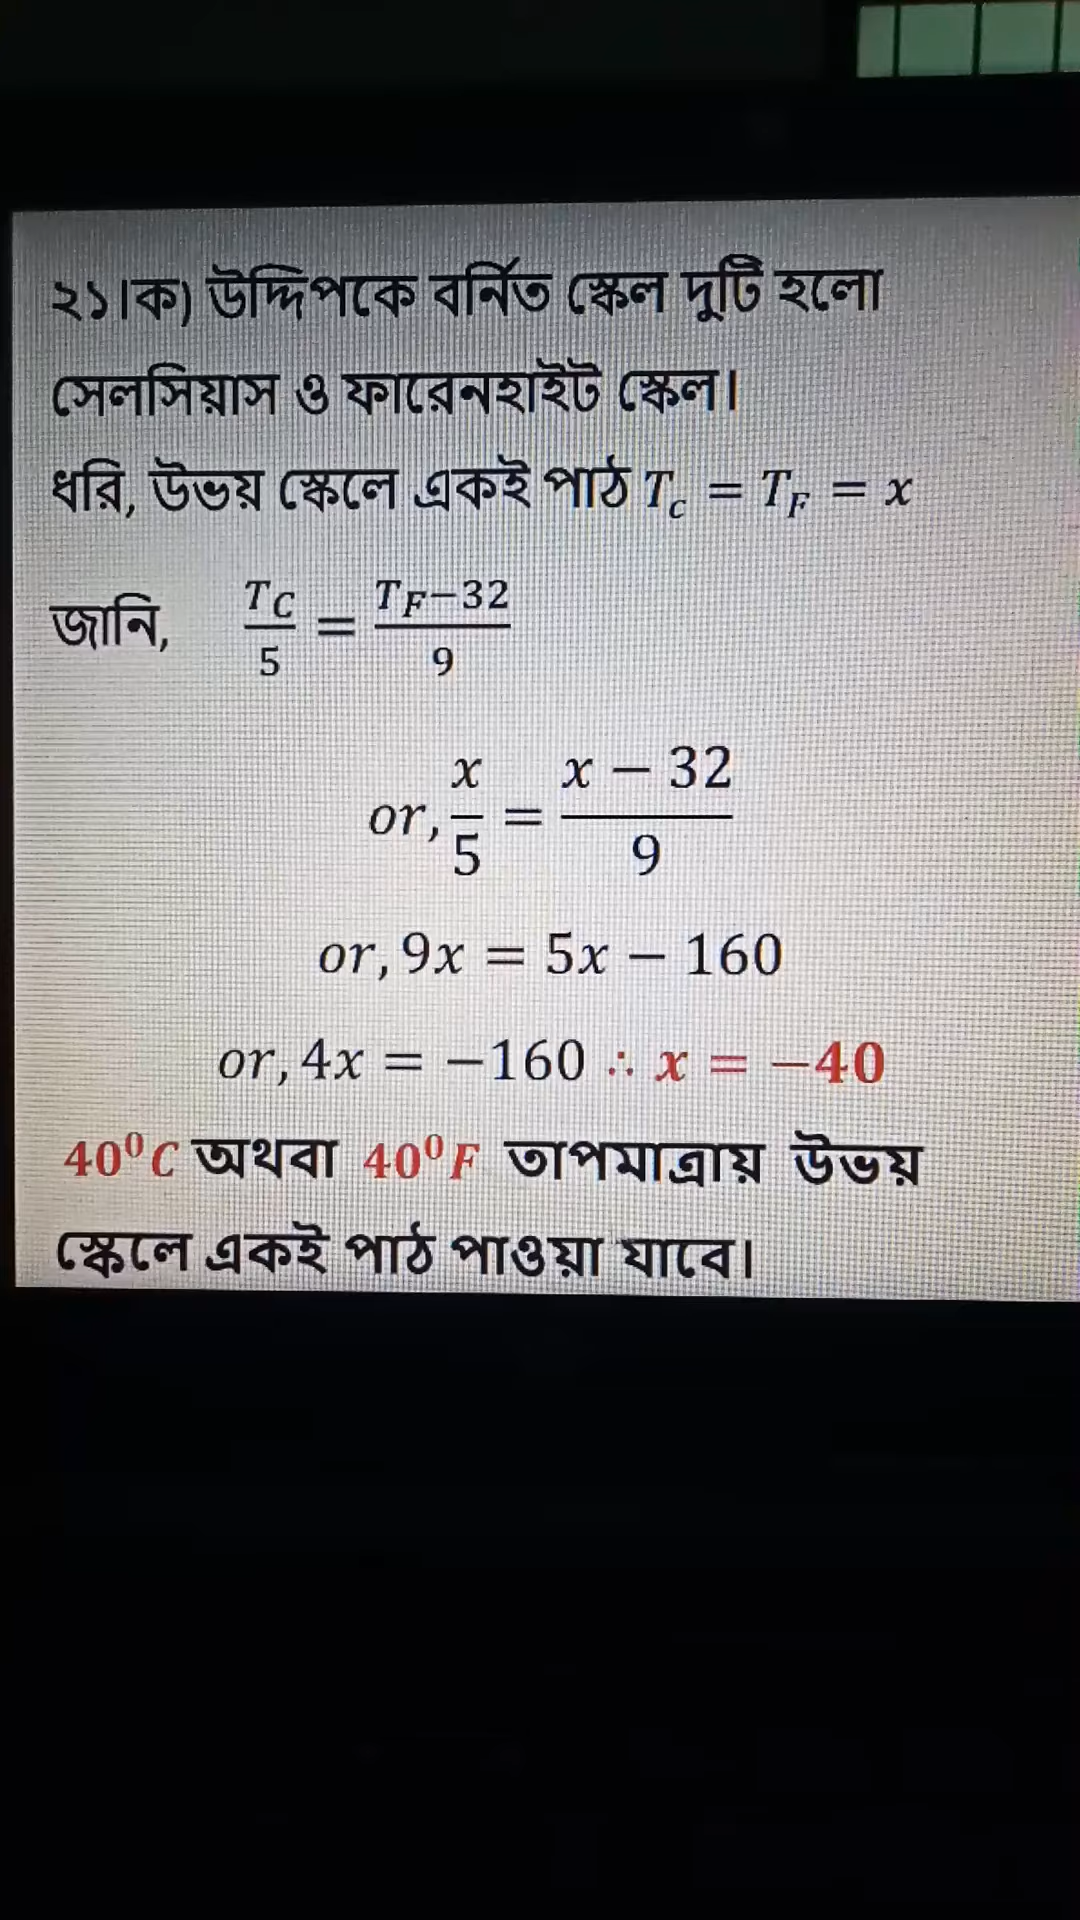 ২১।ক) উদ্দিপকে বর্নিত স্কেল দুটি হলো
সেলসিয়াস ও ফারেনহাইট স্কেল।
ধরি, উভয় স্কেলে একই পাঠ T_c = T_F = x
জানি, T_C/5 = T_F−32/9
or, x/5 = x − 32/9
or, 9x = 5x − 160
or, 4x = −160 ∴ x = −40
40⁰C অথবা 40⁰F তাপমাত্রায় উভয়
স্কেলে একই পাঠ পাওয়া যাবে।